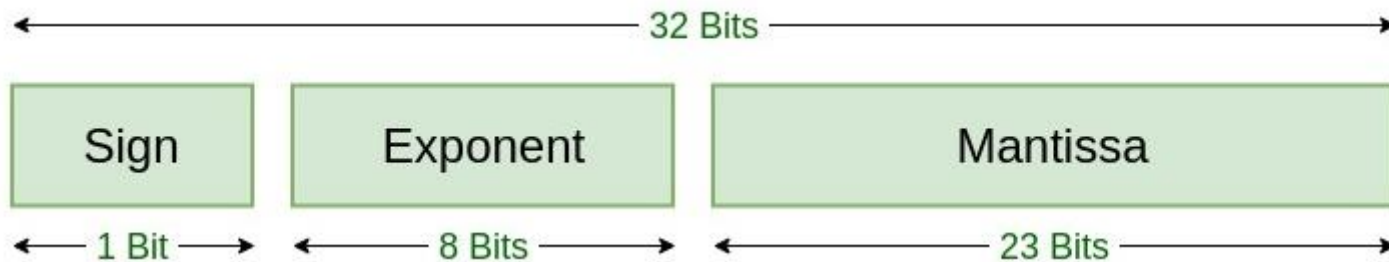 32 Bits
Sign Exponent Mantissa
1 Bit 8 Bits 23 Bits